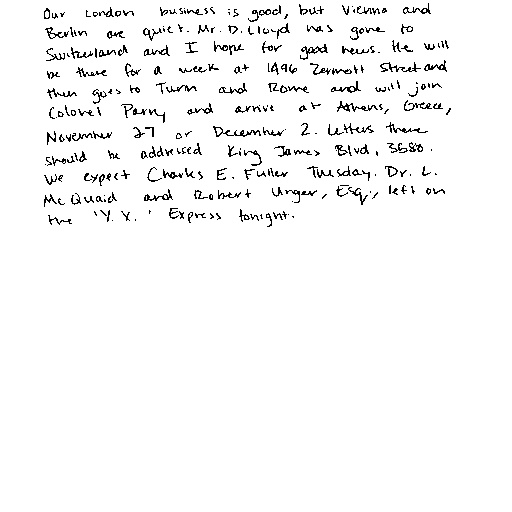 Our London business is good, but Vienna and
Berlin are quiet. Mr. D. Lloyd has gone to
Switzerland and I hope for good news. He will
be there for a week at 1496 Zermott Street and
then goes to Turin and Rome and will join
Colonel Parry and arrive at Athens, Greece,
November 27 or December 2. Letters there
should be addressed King James Blvd, 3580.
We expect Charles E. Fuller Tuesday. Dr. L.
McQuaid and Robert Unger, Esq., left on
the 'Y. X.' Express tonight.